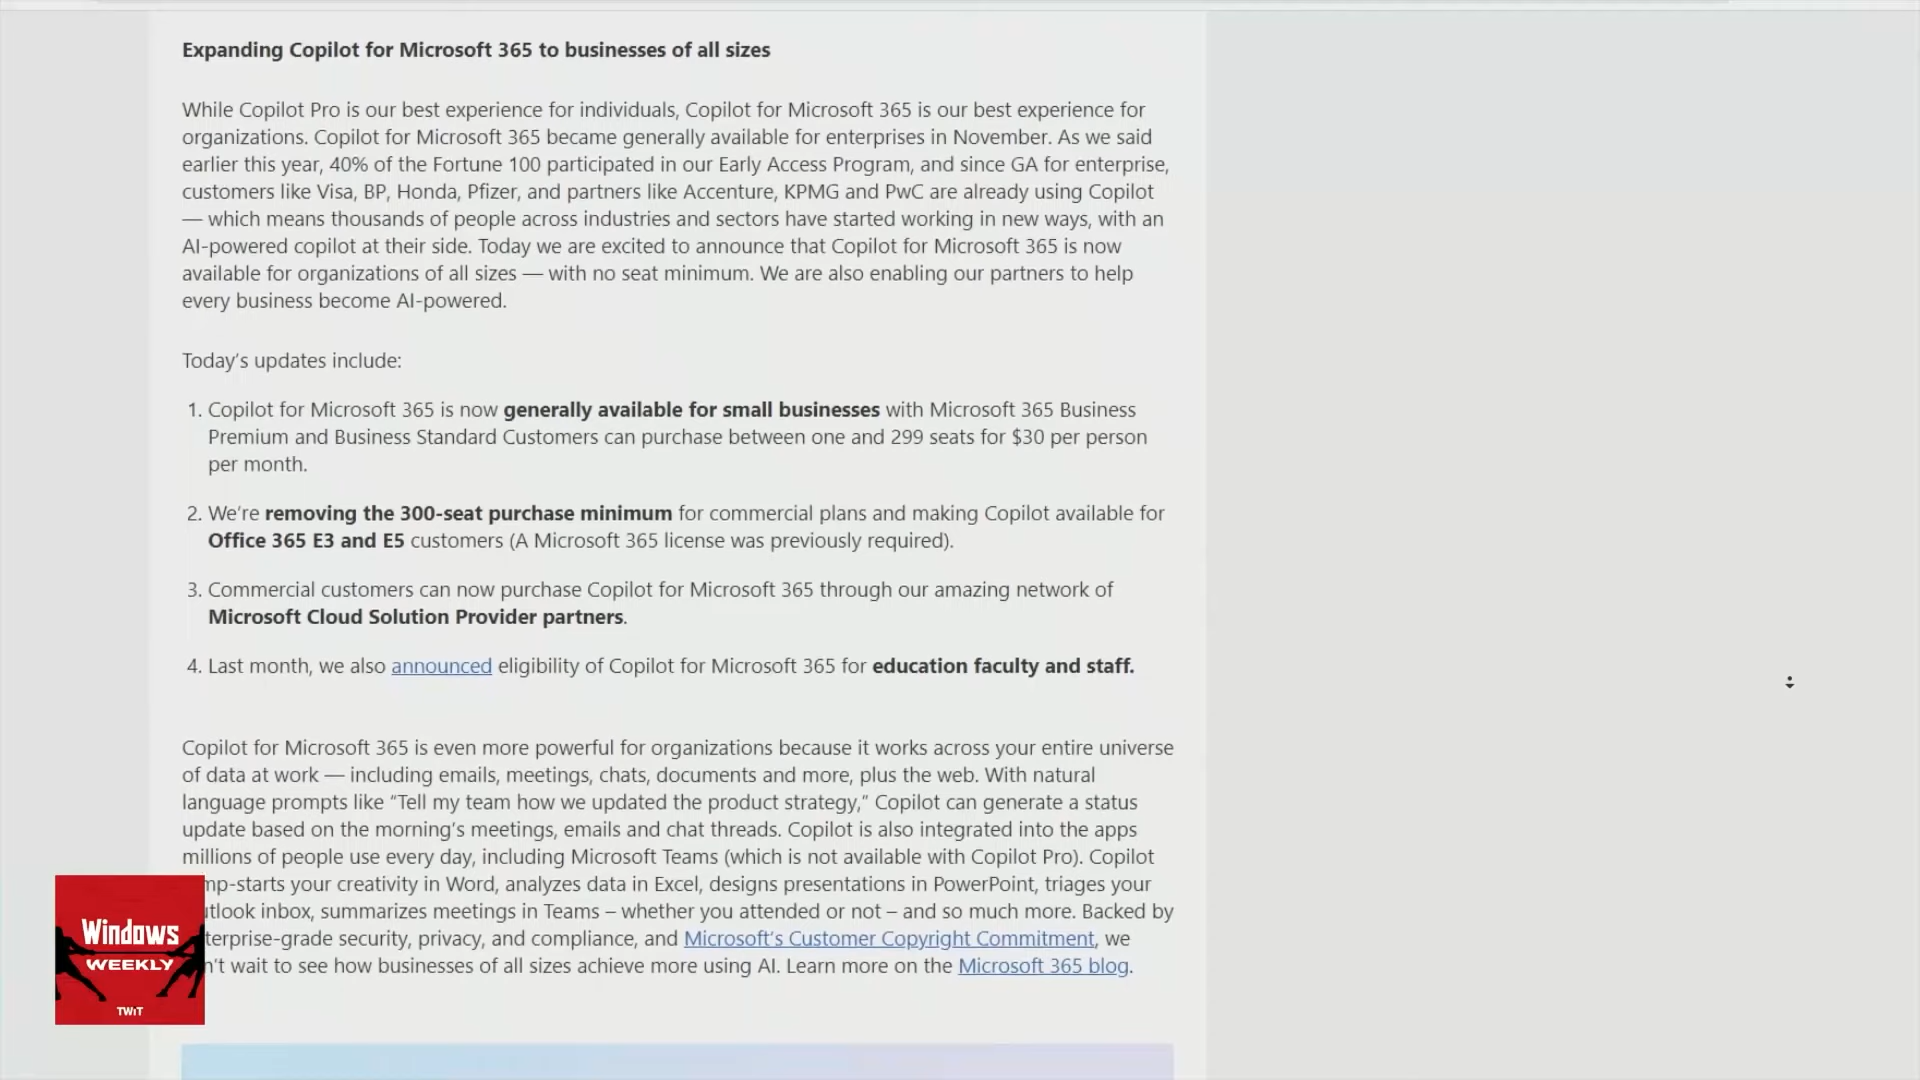 Expanding Copilot for Microsoft 365 to businesses of all sizes
While Copilot Pro is our best experience for individuals, Copilot for Microsoft 365 is our best experience for
organizations. Copilot for Microsoft 365 became generally available for enterprises in November. As we said
earlier this year, 40% of the Fortune 100 participated in our Early Access Program, and since GA for enterprise,
customers like Visa, BP, Honda, Pfizer, and partners like Accenture, KPMG and PwC are already using Copilot
— which means thousands of people across industries and sectors have started working in new ways, with an
AI-powered copilot at their side. Today we are excited to announce that Copilot for Microsoft 365 is now
available for organizations of all sizes — with no seat minimum. We are also enabling our partners to help
every business become AI-powered.
Today's updates include:
1. Copilot for Microsoft 365 is now generally available for small businesses with Microsoft 365 Business
Premium and Business Standard Customers can purchase between one and 299 seats for $30 per person
per month.
2. We're removing the 300-seat purchase minimum for commercial plans and making Copilot available for
Office 365 E3 and E5 customers (A Microsoft 365 license was previously required).
3. Commercial customers can now purchase Copilot for Microsoft 365 through our amazing network of
Microsoft Cloud Solution Provider partners.
4. Last month, we also announced eligibility of Copilot for Microsoft 365 for education faculty and staff.
Copilot for Microsoft 365 is even more powerful for organizations because it works across your entire universe
of data at work — including emails, meetings, chats, documents and more, plus the web. With natural
language prompts like “Tell my team how we updated the product strategy,” Copilot can generate a status
update based on the morning's meetings, emails and chat threads. Copilot is also integrated into the apps
millions of people use every day, including Microsoft Teams (which is not available with Copilot Pro). Copilot
mp-starts your creativity in Word, analyzes data in Excel, designs presentations in PowerPoint, triages your
utlook inbox, summarizes meetings in Teams – whether you attended or not – and so much more. Backed by
terprise-grade security, privacy, and compliance, and Microsoft's Customer Copyright Commitment, we
n't wait to see how businesses of all sizes achieve more using AI. Learn more on the Microsoft 365 blog.
Windows
WEEKLY
TWiT